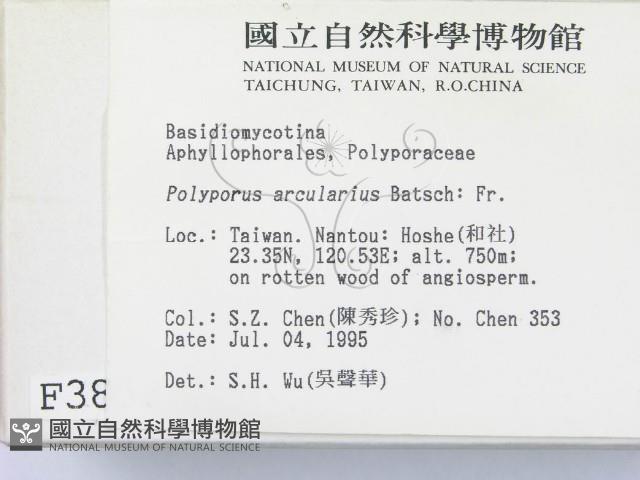 國立自然科學博物館
NATIONAL MUSEUM OF NATURAL SCIENCE
TAICHUNG, TAIWAN, R.O.CHINA
Basidiomycotina
Aphyllophorales, Polyporaceae
Polyporus arcularius Batsch: Fr.
Loc.: Taiwan. Nantou: Hoshe(和社)
23.35N, 120.53E; alt. 750m;
on rotten wood of angiosperm.
Col.: S.Z. Chen(陳秀珍); No. Chen 353
Date: Jul. 04, 1995
Det.: S.H. Wu(吳聲華)
F38
國立自然科學博物館
NATIONAL MUSEUM OF NATURAL SCIENCE